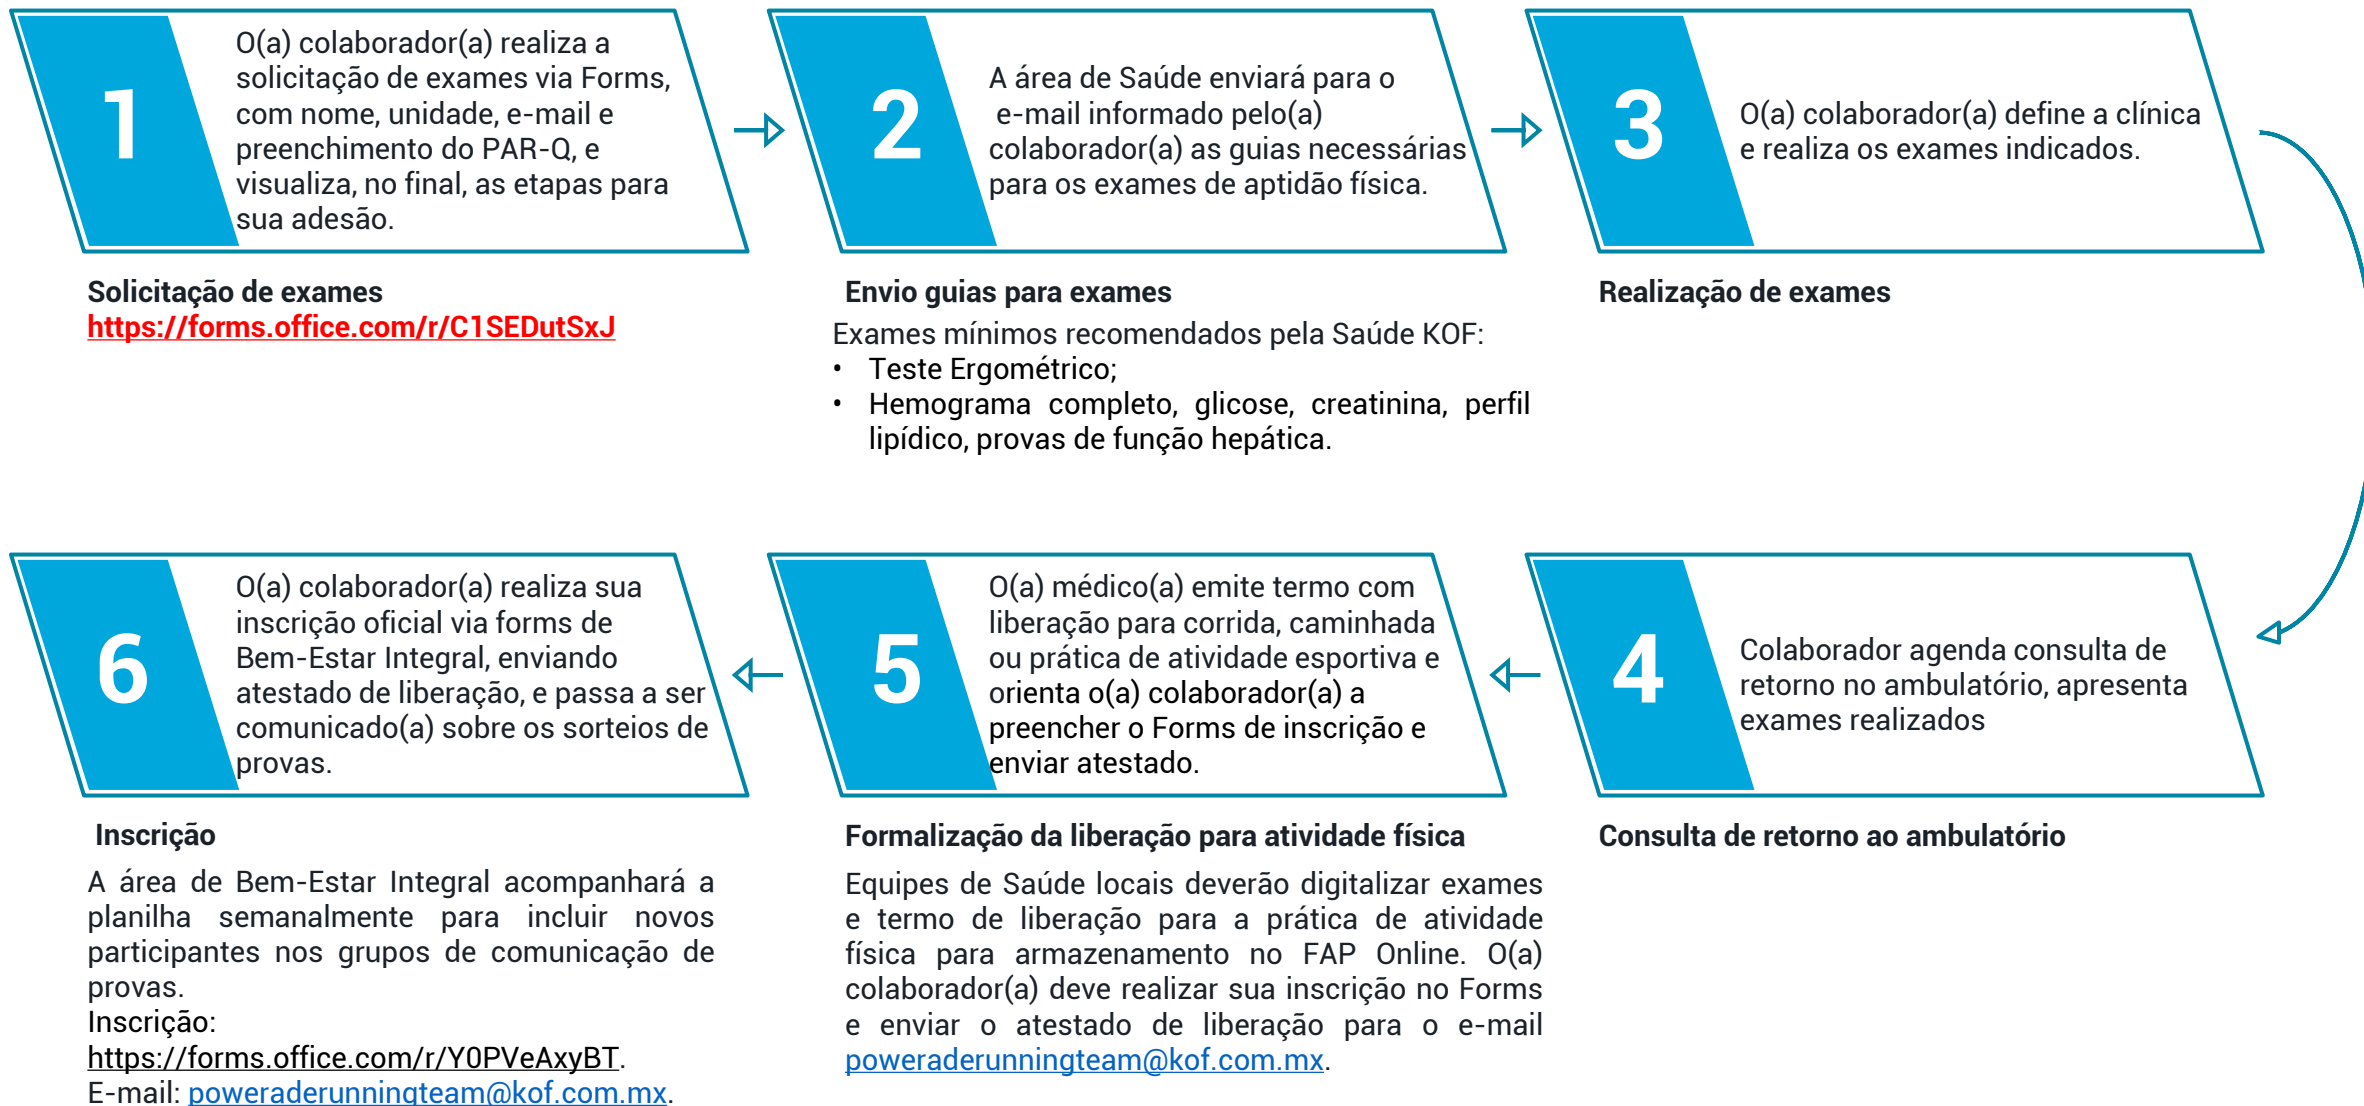 1
O(a) colaborador(a) realiza a
solicitação de exames via Forms,
com nome, unidade, e-mail e
preenchimento do PAR-Q, e
visualiza, no final, as etapas para
sua adesão.
Solicitação de exames
https://forms.office.com/r/C1SEDutSxJ
2
A área de Saúde enviará para o
e-mail informado pelo(a)
colaborador(a) as guias necessárias
para os exames de aptidão física.
Envio guias para exames
Exames mínimos recomendados pela Saúde KOF:
• Teste Ergométrico;
• Hemograma completo, glicose, creatinina, perfil
lipídico, provas de função hepática.
3
O(a) colaborador(a) define a clínica
e realiza os exames indicados.
Realização de exames
4
Colaborador agenda consulta de
retorno no ambulatório, apresenta
exames realizados
Consulta de retorno ao ambulatório
5
O(a) médico(a) emite termo com
liberação para corrida, caminhada
ou prática de atividade esportiva e
orienta o(a) colaborador(a) a
preencher o Forms de inscrição e
enviar atestado.
Formalização da liberação para atividade física
Equipes de Saúde locais deverão digitalizar exames
e termo de liberação para a prática de atividade
física para armazenamento no FAP Online. O(a)
colaborador(a) deve realizar sua inscrição no Forms
e enviar o atestado de liberação para o e-mail
poweraderunningteam@kof.com.mx.
6
O(a) colaborador(a) realiza sua
inscrição oficial via forms de
Bem-Estar Integral, enviando
atestado de liberação, e passa a ser
comunicado(a) sobre os sorteios de
provas.
Inscrição
A área de Bem-Estar Integral acompanhará a
planilha semanalmente para incluir novos
participantes nos grupos de comunicação de
provas.
Inscrição:
https://forms.office.com/r/Y0PVeAxyBT.
E-mail: poweraderunningteam@kof.com.mx.